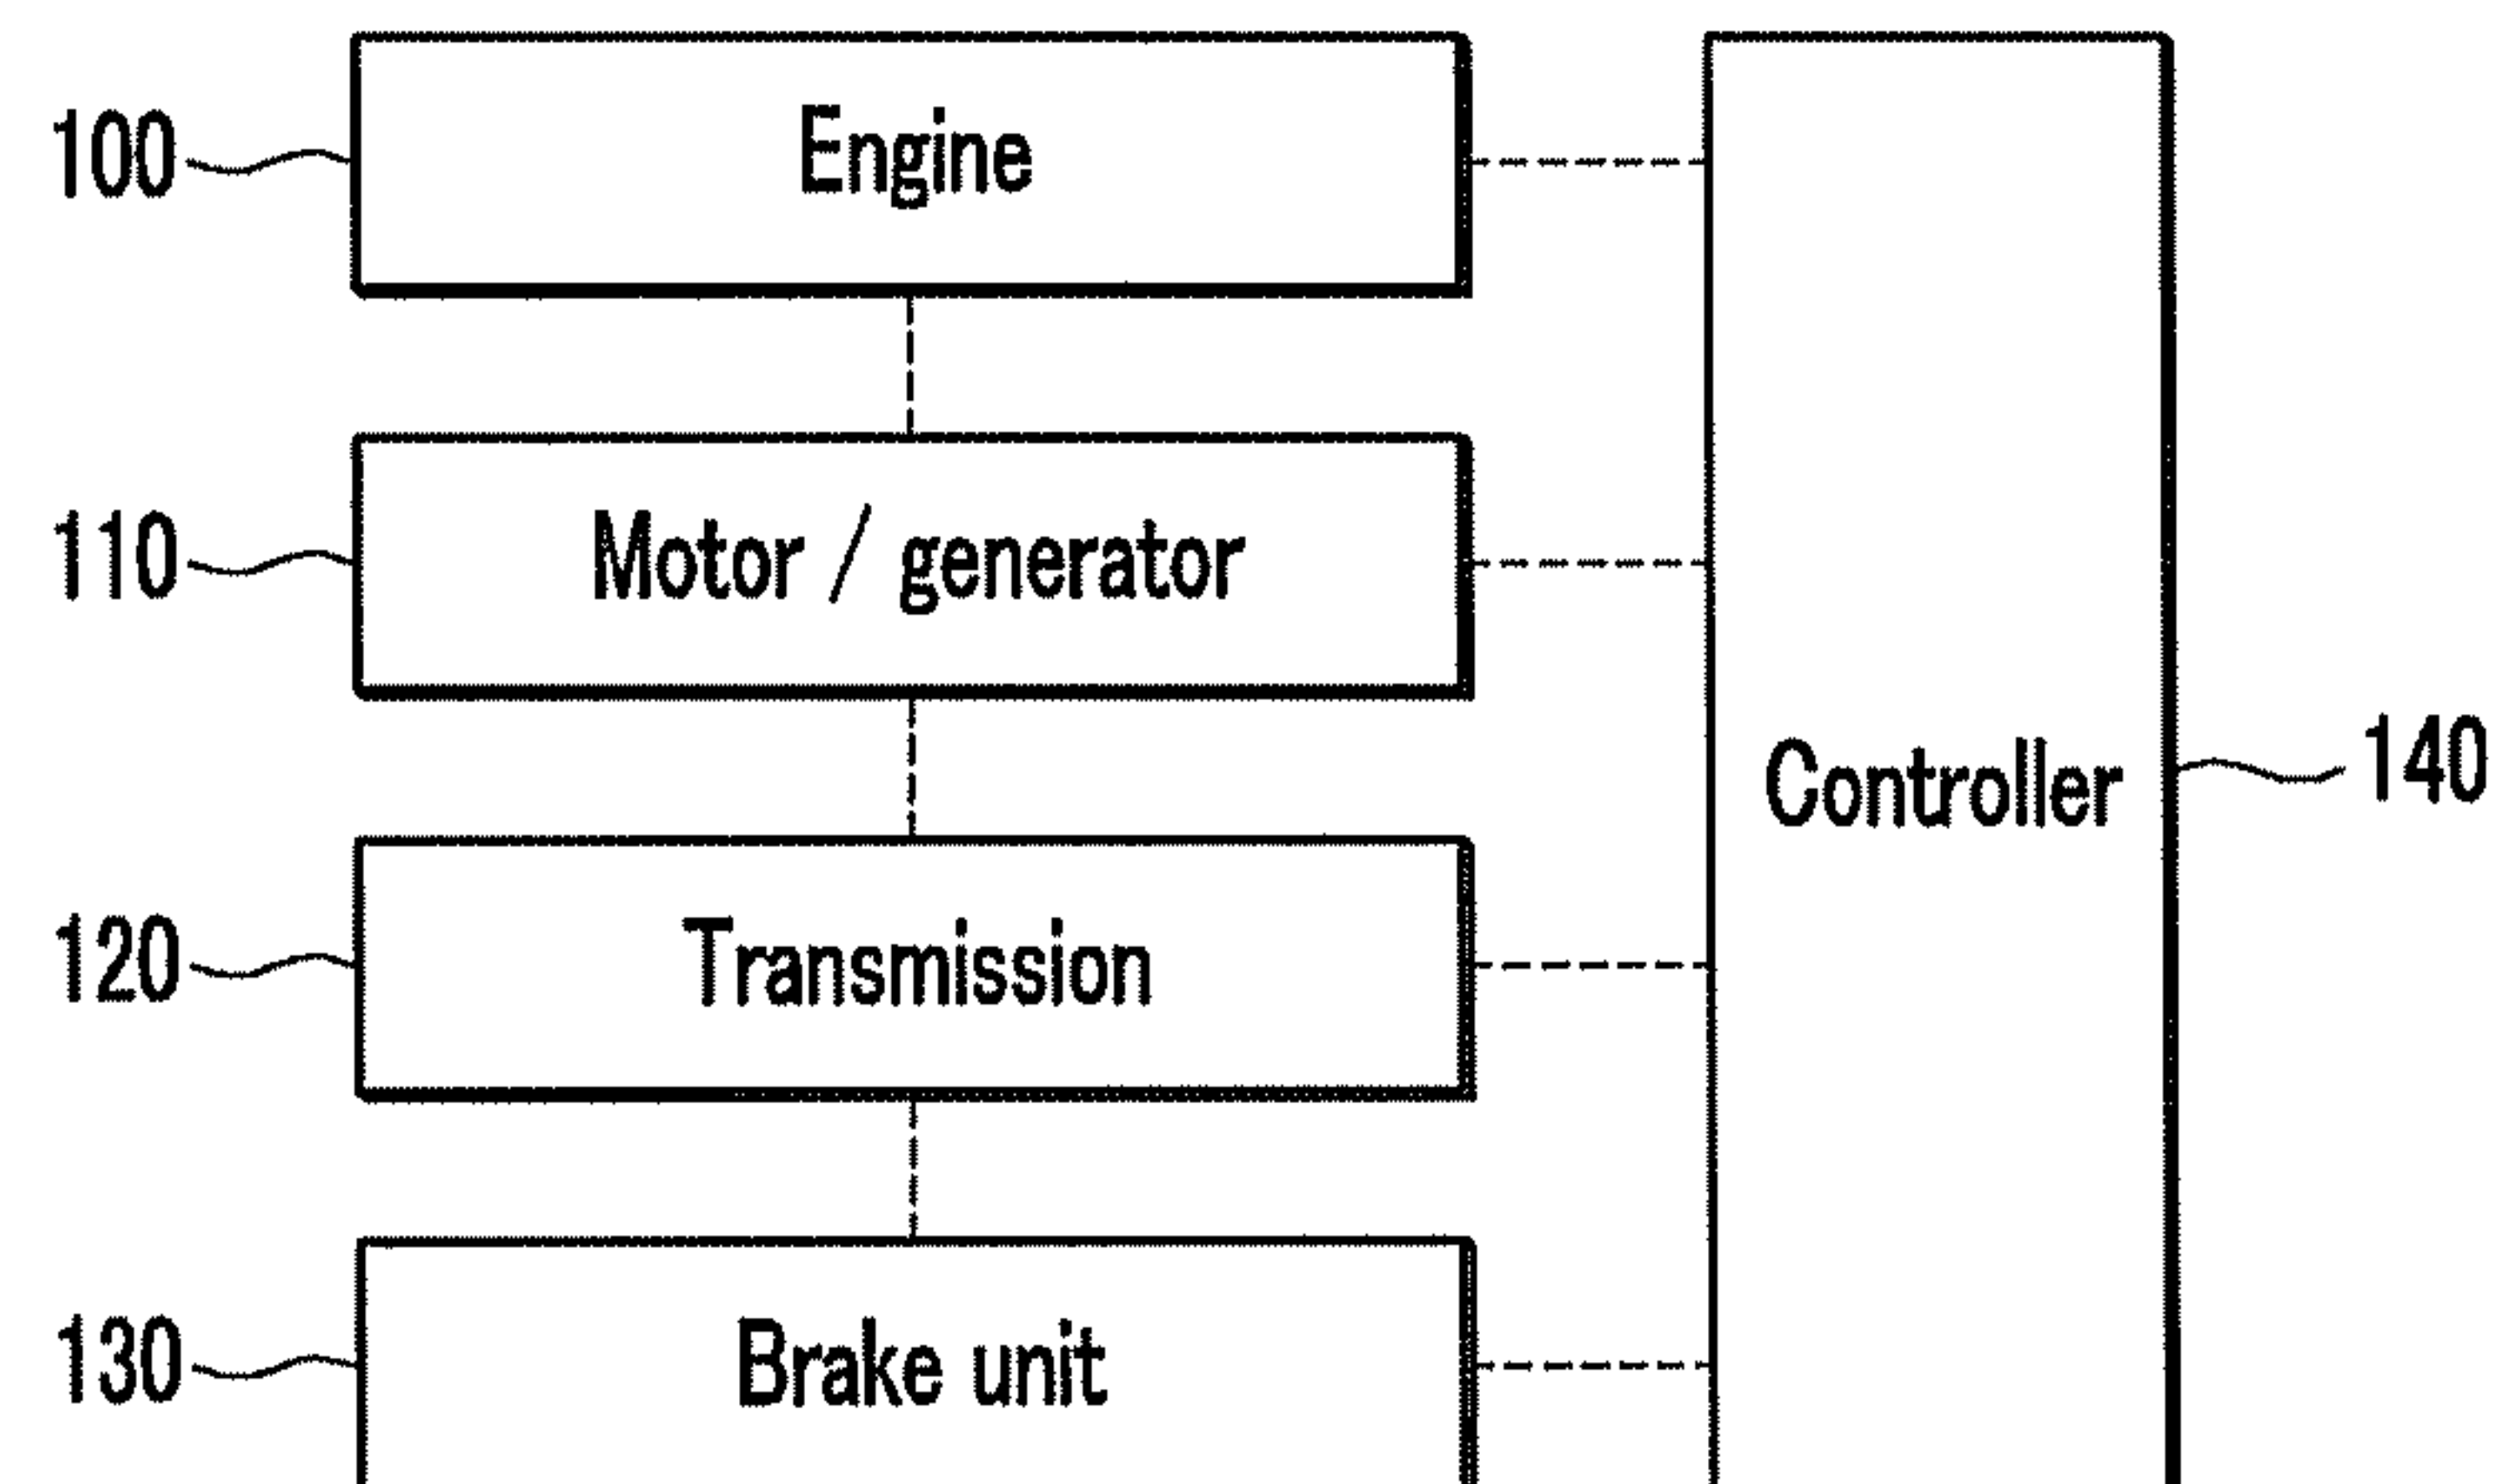 100 Engine
110 Motor / generator
Controller 140
120 Transmission
130 Brake unit